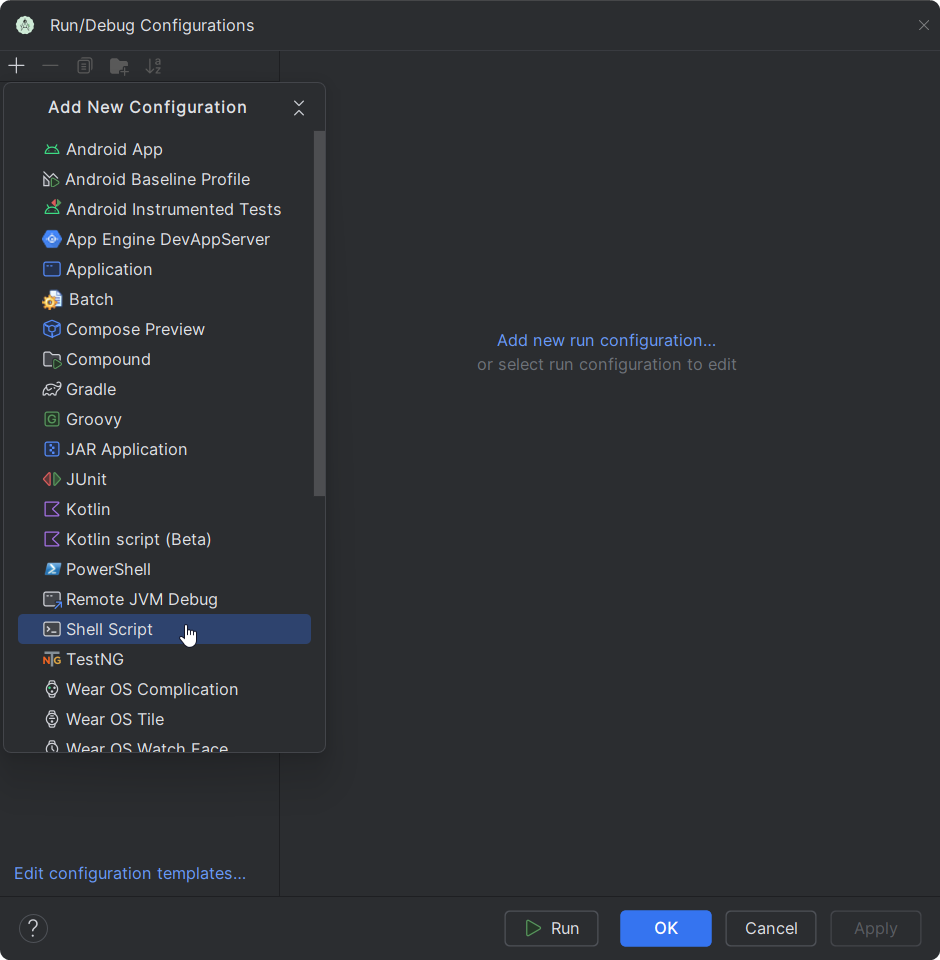 Run/Debug Configurations
Add New Configuration
Android App
Android Baseline Profile
Android Instrumented Tests
App Engine DevAppServer
Application
Batch
Compose Preview
Compound
Gradle
Groovy
JAR Application
JUnit
Kotlin
Kotlin script (Beta)
PowerShell
Remote JVM Debug
Shell Script
TestNG
Wear OS Complication
Wear OS Tile
Wear OS Watch Face
Add new run configuration...
or select run configuration to edit
Edit configuration templates...
?
Run
OK
Cancel
Apply